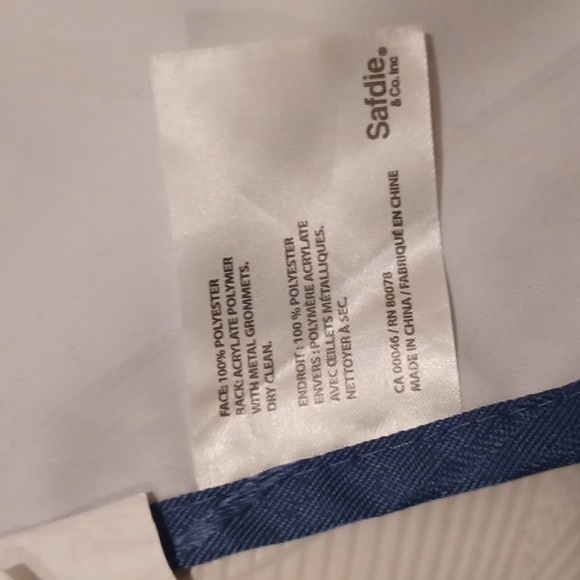 Safdie.
& Co. Inc
FACE: 100% POLYESTER
BACK: ACRYLATE POLYMER
WITH METAL GROMMETS.
DRY CLEAN.
ENDROIT : 100 % POLYESTER
ENVERS : POLYMÈRE ACRYLATE
AVEC ŒILLETS MÉTALLIQUES.
NETTOYER À SEC.
CA 00046 / RN 80078
MADE IN CHINA / FABRIQUÉ EN CHINE